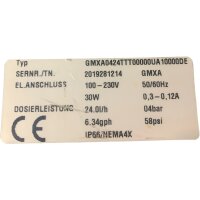 Typ GMXA0424TTT00000UA10000DE
SERNR./TN. 2019281214 GMXA
EL.ANSCHLUSS 100-230V 50/60Hz
30W 0,3-0,12A
DOSIERLEISTUNG 24.0l/h 04bar
6.34gph 58psi
CE IP66/NEMA4X